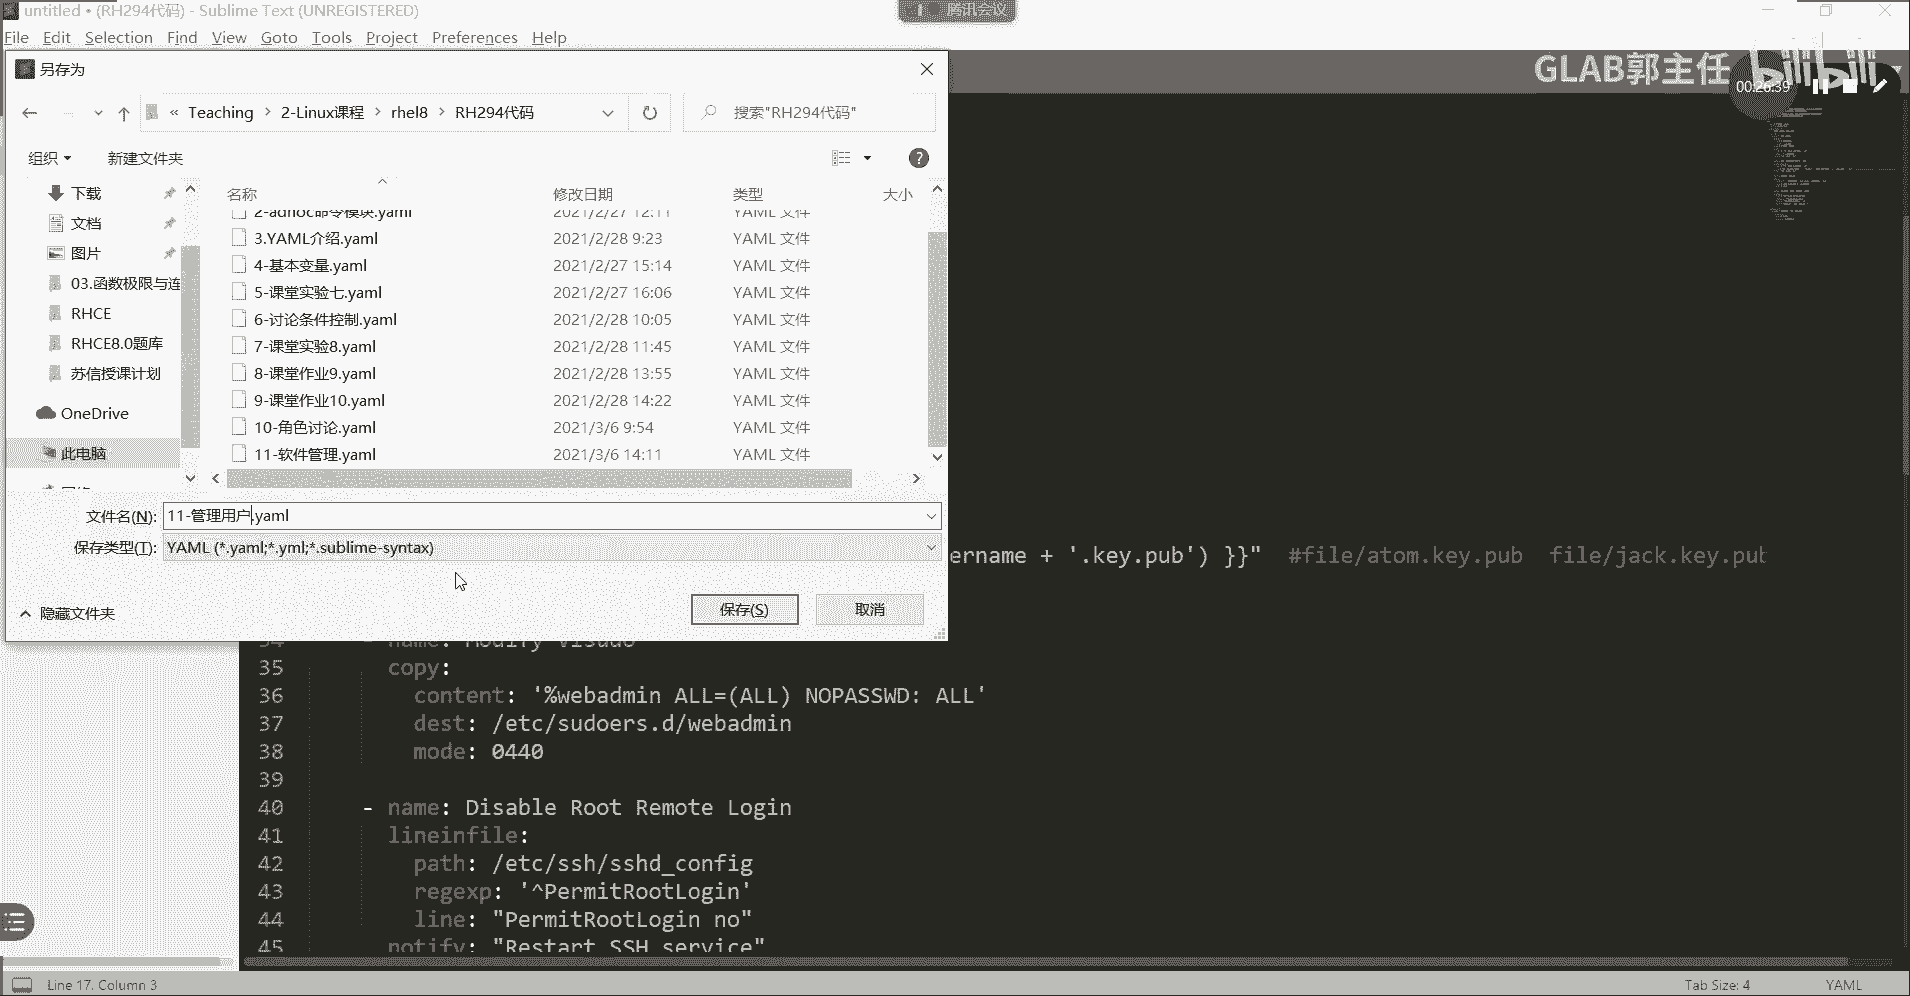 untitled • (RH294代码) - Sublime Text (UNREGISTERED)
腾讯会议
File Edit Selection Find View Goto Tools Project Preferences Help
另存为
GLAB郭主任 bilibili
00:26:39
« Teaching › 2-Linux课程 › rhel8 › RH294代码
搜索"RH294代码"
组织 新建文件夹
名称 修改日期 类型 大小
下载
文档
图片
03.函数极限与连
RHCE
RHCE8.0题库
苏信授课计划
OneDrive
此电脑
2-adhoc命令模块.yaml 2021/2/27 12:11 YAML 文件
3.YAML介绍.yaml 2021/2/28 9:23 YAML 文件
4-基本变量.yaml 2021/2/27 15:14 YAML 文件
5-课堂实验七.yaml 2021/2/27 16:06 YAML 文件
6-讨论条件控制.yaml 2021/2/28 10:05 YAML 文件
7-课堂实验8.yaml 2021/2/28 11:45 YAML 文件
8-课堂作业9.yaml 2021/2/28 13:55 YAML 文件
9-课堂作业10.yaml 2021/2/28 14:22 YAML 文件
10-角色讨论.yaml 2021/3/6 9:54 YAML 文件
11-软件管理.yaml 2021/3/6 14:11 YAML 文件
文件名(N): 11-管理用户.yaml
保存类型(T): YAML (*.yaml;*.yml;*.sublime-syntax)
隐藏文件夹 保存(S) 取消
ername + '.key.pub') }}" #file/atom.key.pub file/jack.key.pub
34 - name: Modify Visudo
35 copy:
36 content: '%webadmin ALL=(ALL) NOPASSWD: ALL'
37 dest: /etc/sudoers.d/webadmin
38 mode: 0440
39
40 - name: Disable Root Remote Login
41 lineinfile:
42 path: /etc/ssh/sshd_config
43 regexp: '^PermitRootLogin'
44 line: "PermitRootLogin no"
45 notify: "Restart SSH service"
Line 17, Column 3 Tab Size: 4 YAML